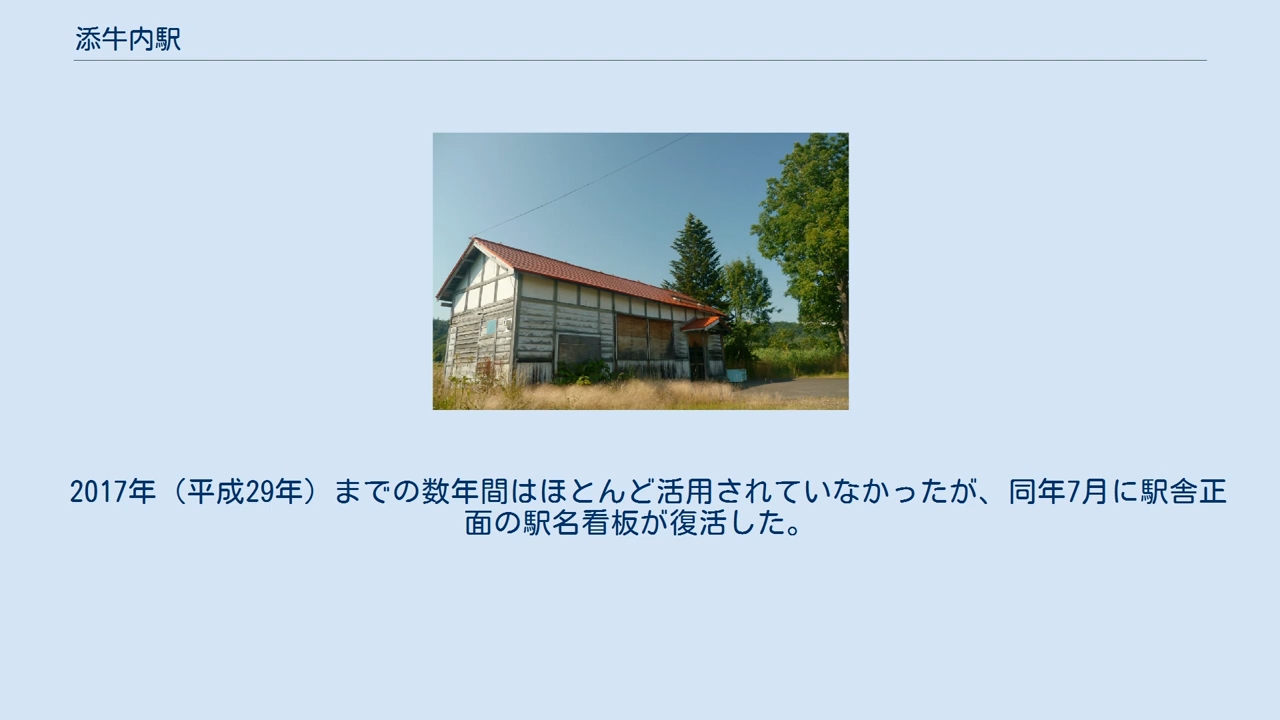 添牛内駅
2017年（平成29年）までの数年間はほとんど活用されていなかったが、同年7月に駅舎正
面の駅名看板が復活した。